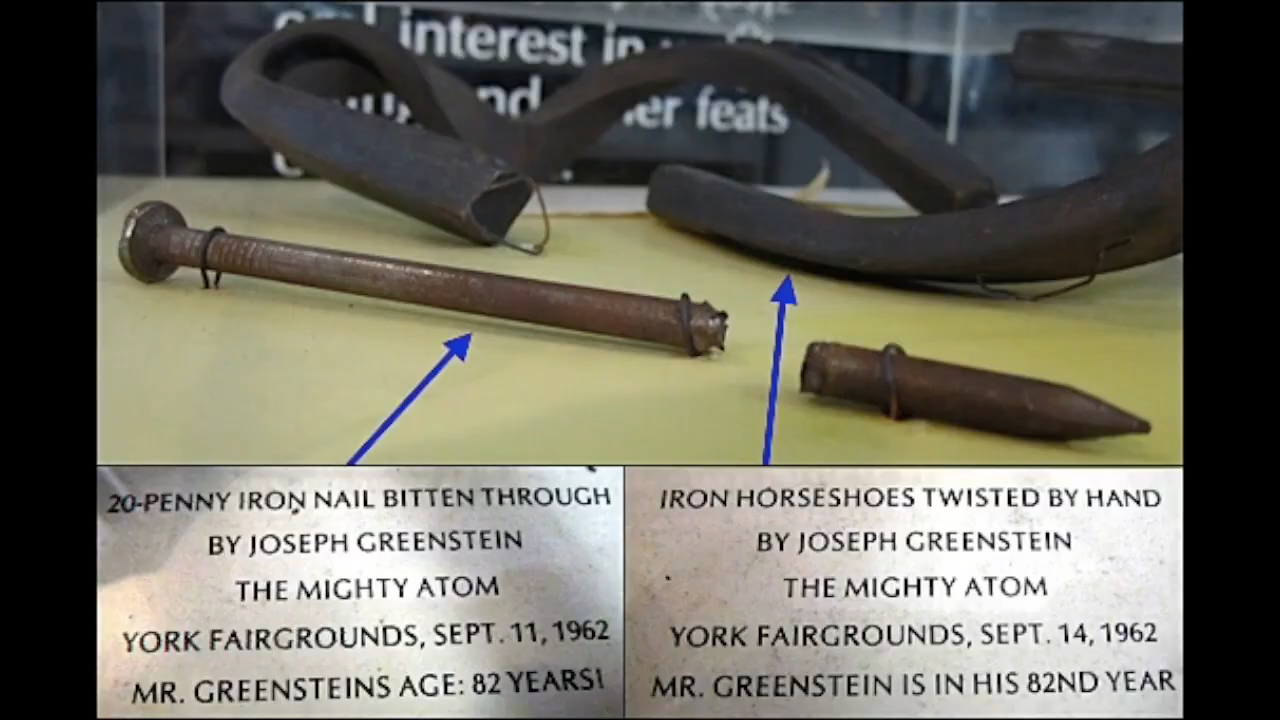 interest in
feats
20-PENNY IRON NAIL BITTEN THROUGH
BY JOSEPH GREENSTEIN
THE MIGHTY ATOM
YORK FAIRGROUNDS, SEPT. 11, 1962
MR. GREENSTEINS AGE: 82 YEARS!
IRON HORSESHOES TWISTED BY HAND
BY JOSEPH GREENSTEIN
THE MIGHTY ATOM
YORK FAIRGROUNDS, SEPT. 14, 1962
MR. GREENSTEIN IS IN HIS 82ND YEAR